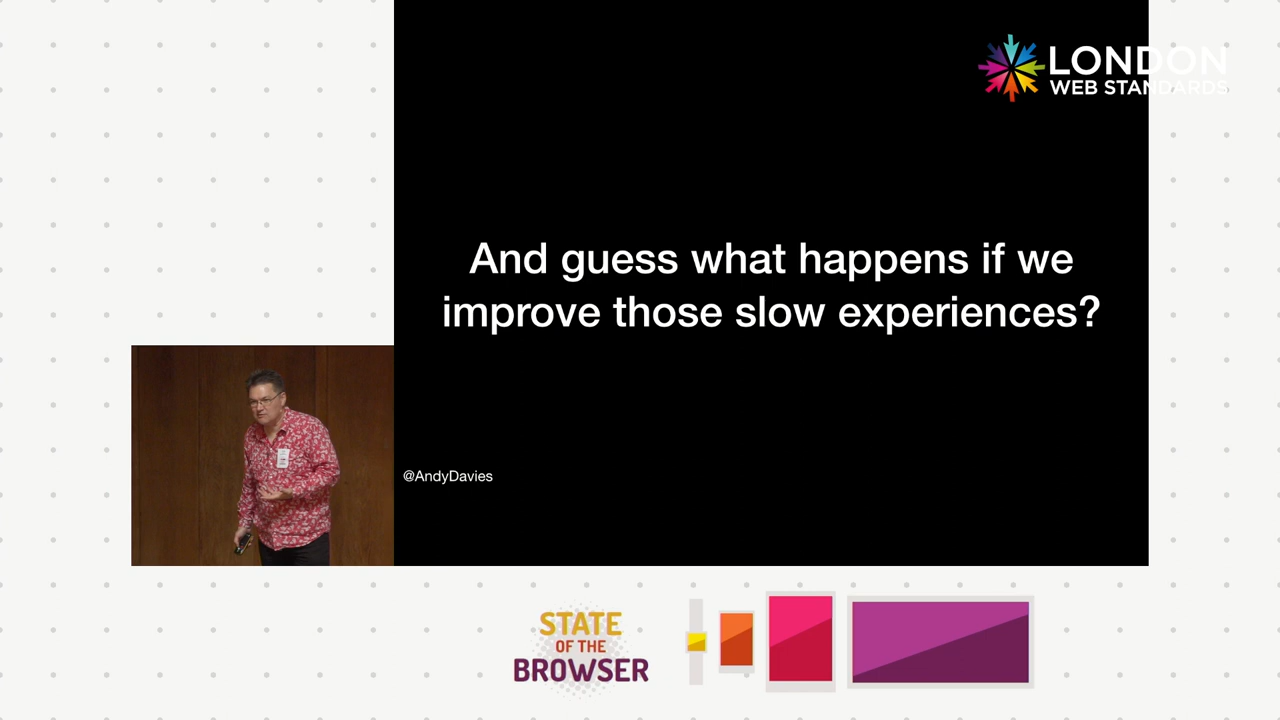 LONDON
WEB STANDARDS
And guess what happens if we
improve those slow experiences?
@AndyDavies
STATE
OF THE
BROWSER